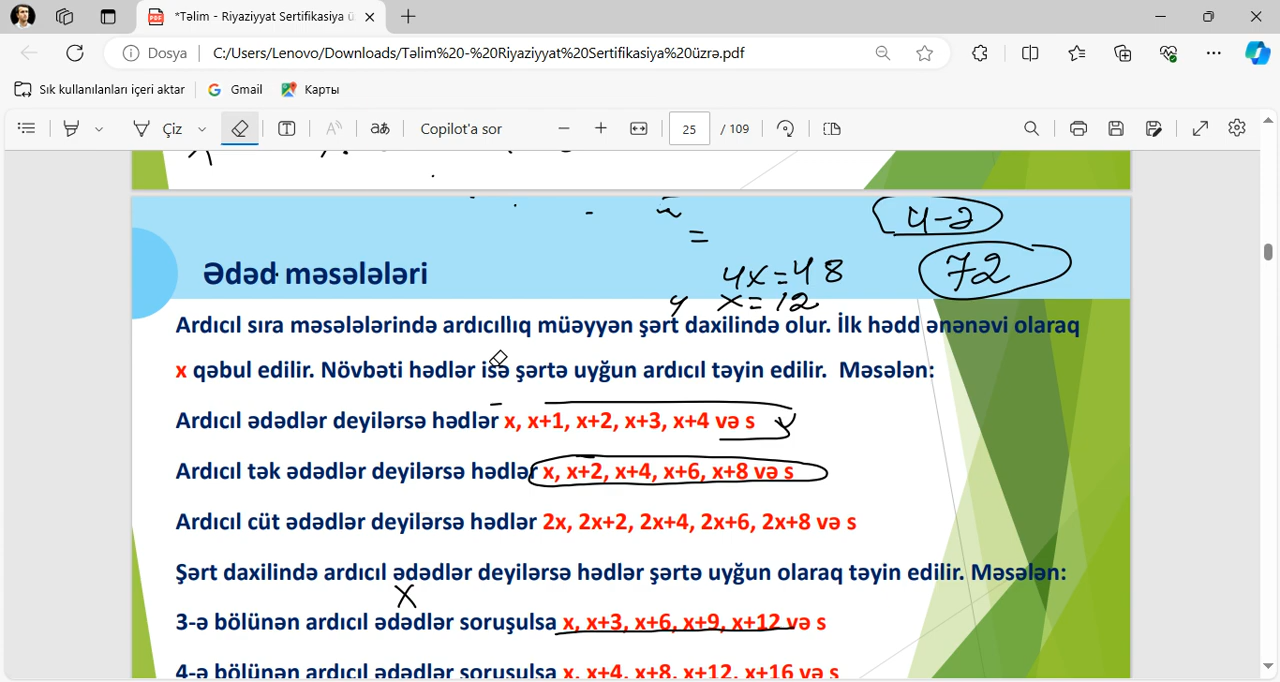 *Təlim - Riyaziyyat Sertifikasiya ü
Dosya
C:/Users/Lenovo/Downloads/Təlim%20-%20Riyaziyyat%20Sertifikasiya%20üzrə.pdf
Sık kullanılanları içeri aktar
Gmail
Карты
Çiz
aあ
Copilot'a sor
25 / 109
4-ə
=
4x=48
72
x=12
Ədəd məsələləri
Ardıcıl sıra məsələlərində ardıcıllıq müəyyən şərt daxilində olur. İlk hədd ənənəvi olaraq
x qəbul edilir. Növbəti hədlər isə şərtə uyğun ardıcıl təyin edilir. Məsələn:
Ardıcıl ədədlər deyilərsə hədlər x, x+1, x+2, x+3, x+4 və s
Ardıcıl tək ədədlər deyilərsə hədlər x, x+2, x+4, x+6, x+8 və s
Ardıcıl cüt ədədlər deyilərsə hədlər 2x, 2x+2, 2x+4, 2x+6, 2x+8 və s
Şərt daxilində ardıcıl ədədlər deyilərsə hədlər şərtə uyğun olaraq təyin edilir. Məsələn:
x
3-ə bölünən ardıcıl ədədlər soruşulsa x, x+3, x+6, x+9, x+12 və s
4-ə bölünən ardıcıl ədədlər soruşulsa x, x+4, x+8, x+12, x+16 və s